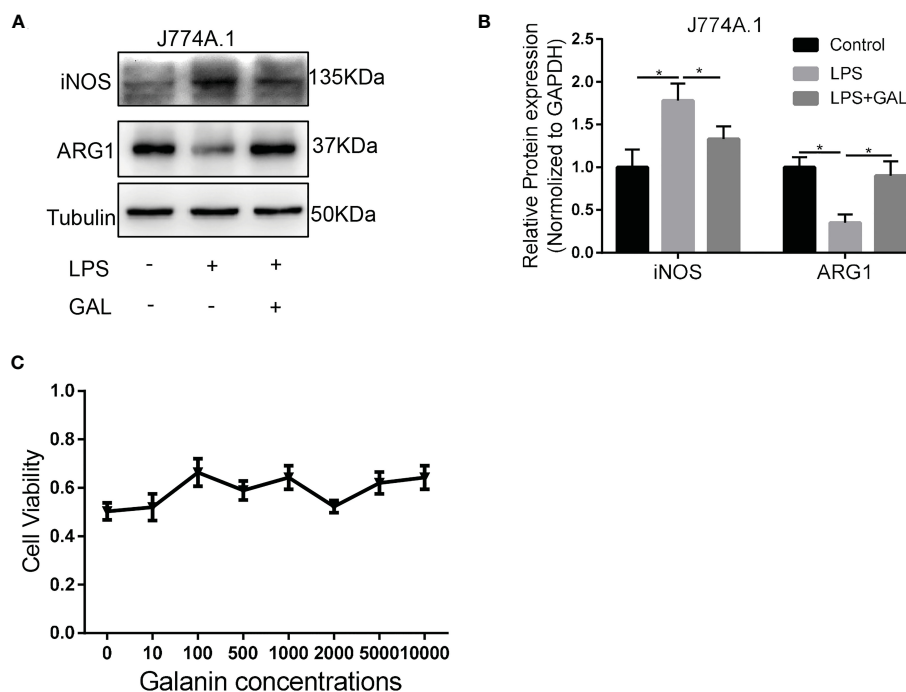 A
J774A.1
iNOS 135KDa
ARG1 37KDa
Tubulin 50KDa
LPS - + +
GAL - - +
B
J774A.1
Control
LPS
LPS+GAL
Relative Protein expression
(Normolized to GAPDH)
2.5
2.0
1.5
1.0
0.5
0.0
* *
* *
iNOS ARG1
C
Cell Viability
1.0
0.8
0.6
0.4
0.2
0.0
0 10 100 500 1000 2000 5000 10000
Galanin concentrations